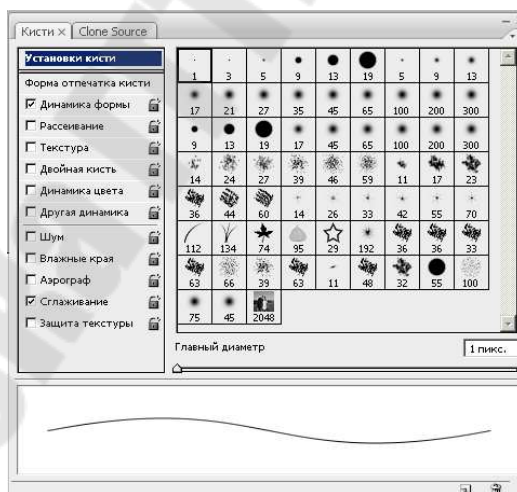 Кисти × Clone Source ×
Установки кисти
Форма отпечатка кисти
Динамика формы
Рассеивание
Текстура
Двойная кисть
Динамика цвета
Другая динамика
Шум
Влажные края
Аэрограф
Сглаживание
Защита текстуры
1 3 5 9 13 19 5 9 13
17 21 27 35 45 65 100 200 300
9 13 19 17 45 65 100 200 300
14 24 27 39 46 59 11 17 23
36 44 60 14 26 33 42 55 70
112 134 74 95 29 192 36 36 33
63 66 39 63 11 48 32 55 100
75 45 2048
Главный диаметр 1 пикс.